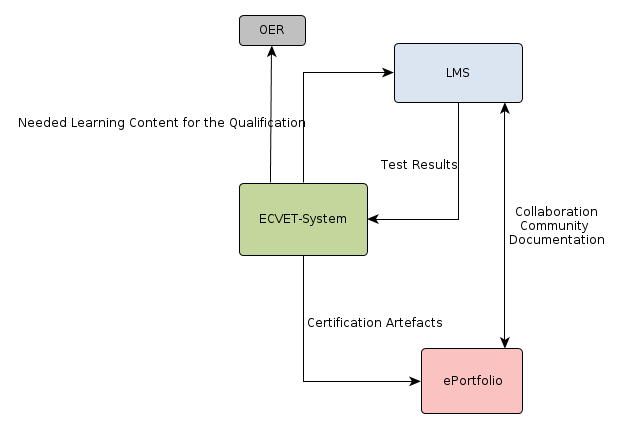 OER
LMS
Needed Learning Content for the Qualification
Test Results
ECVET-System
Collaboration
Community
Documentation
Certification Artefacts
ePortfolio